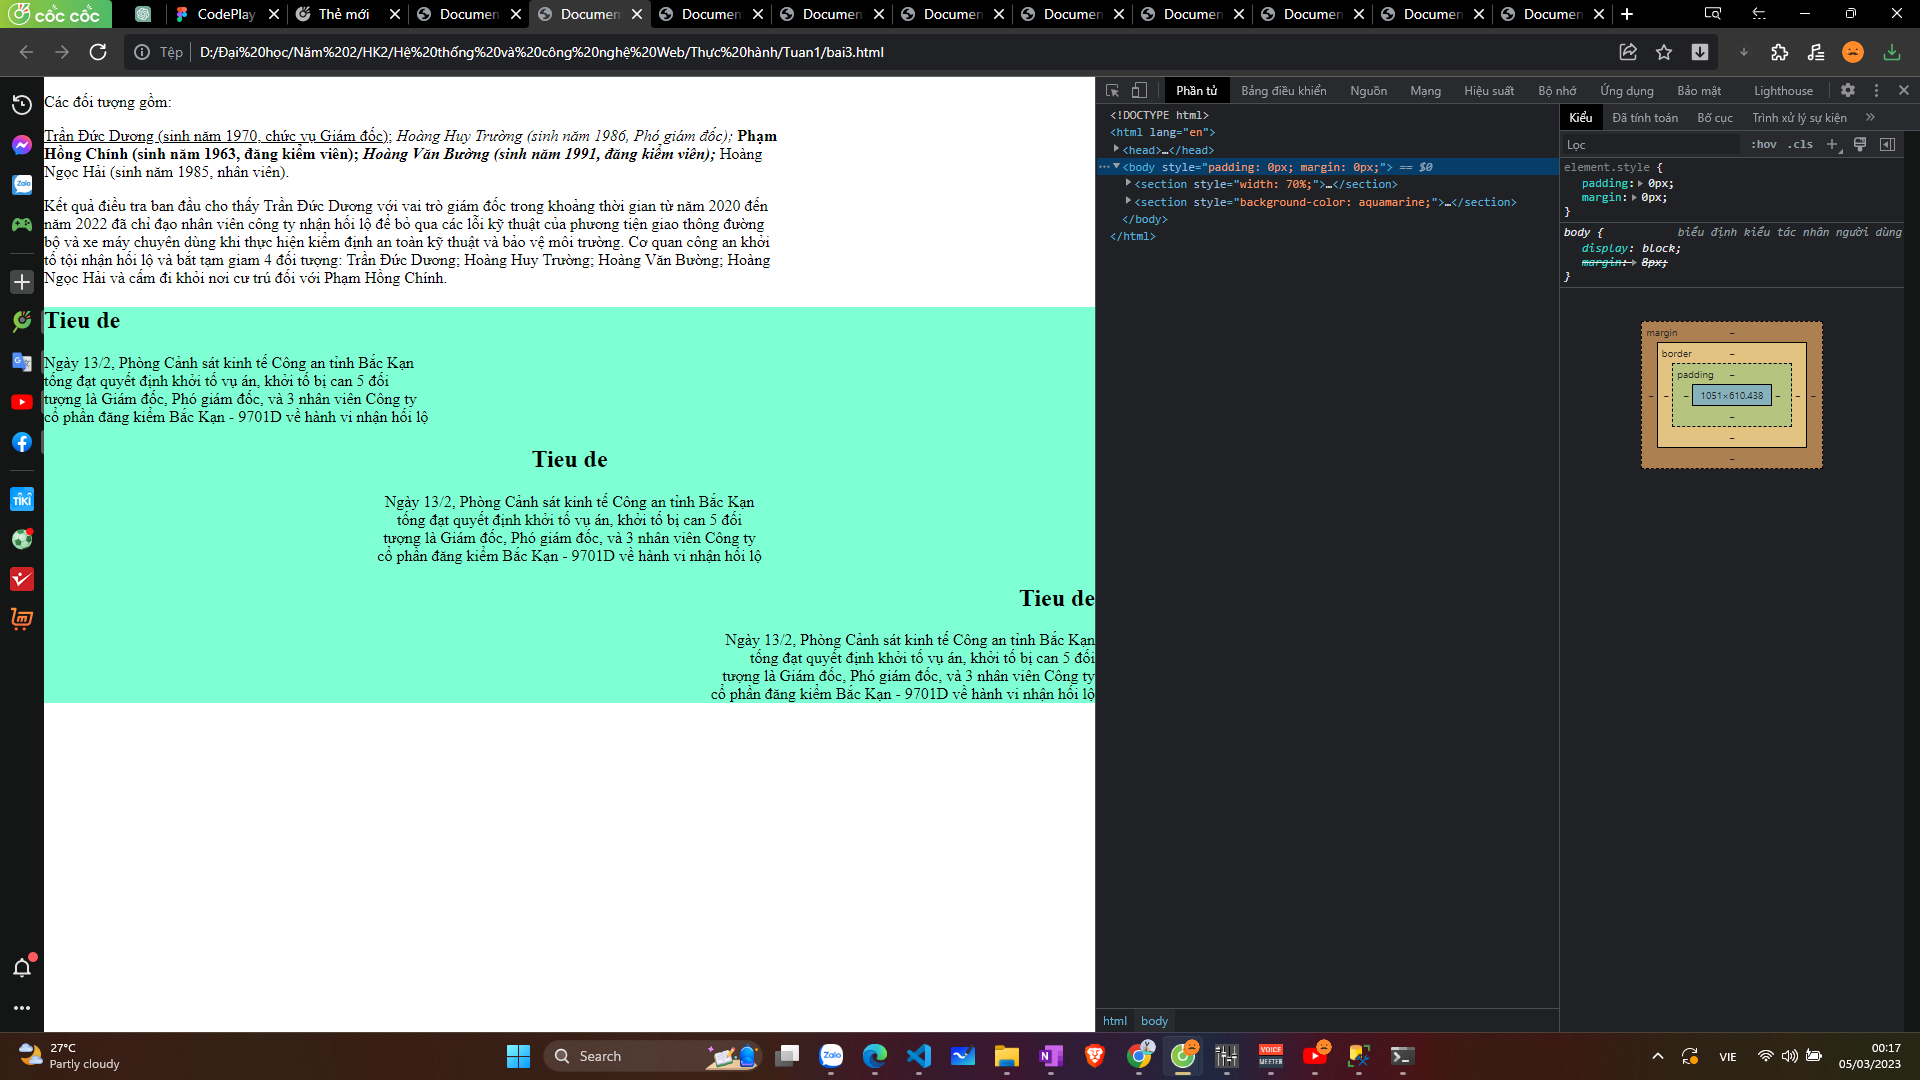 cốc cốc
CodePlay
Thẻ mới
Documen
Documen
Documen
Documen
Documen
Documen
Documen
Documen
Documen
Documen
Tệp
D:/Đại%20học/Năm%202/HK2/Hệ%20thống%20và%20công%20nghệ%20Web/Thực%20hành/Tuan1/bai3.html
Các đối tượng gồm:
Trần Đức Dương (sinh năm 1970, chức vụ Giám đốc); Hoàng Huy Trường (sinh năm 1986, Phó giám đốc); Phạm
Hồng Chính (sinh năm 1963, đăng kiểm viên); Hoàng Văn Bường (sinh năm 1991, đăng kiểm viên); Hoàng
Ngọc Hải (sinh năm 1985, nhân viên).
Kết quả điều tra ban đầu cho thấy Trần Đức Dương với vai trò giám đốc trong khoảng thời gian từ năm 2020 đến
năm 2022 đã chỉ đạo nhân viên công ty nhận hối lộ để bỏ qua các lỗi kỹ thuật của phương tiện giao thông đường
bộ và xe máy chuyên dùng khi thực hiện kiểm định an toàn kỹ thuật và bảo vệ môi trường. Cơ quan công an khởi
tố tội nhận hối lộ và bắt tạm giam 4 đối tượng: Trần Đức Dương; Hoàng Huy Trường; Hoàng Văn Bường; Hoàng
Ngọc Hải và cấm đi khỏi nơi cư trú đối với Phạm Hồng Chính.
Tieu de
Ngày 13/2, Phòng Cảnh sát kinh tế Công an tỉnh Bắc Kạn
tống đạt quyết định khởi tố vụ án, khởi tố bị can 5 đối
tượng là Giám đốc, Phó giám đốc, và 3 nhân viên Công ty
cổ phần đăng kiểm Bắc Kạn - 9701D về hành vi nhận hối lộ
Tieu de
Ngày 13/2, Phòng Cảnh sát kinh tế Công an tỉnh Bắc Kạn
tống đạt quyết định khởi tố vụ án, khởi tố bị can 5 đối
tượng là Giám đốc, Phó giám đốc, và 3 nhân viên Công ty
cổ phần đăng kiểm Bắc Kạn - 9701D về hành vi nhận hối lộ
Tieu de
Ngày 13/2, Phòng Cảnh sát kinh tế Công an tỉnh Bắc Kạn
tống đạt quyết định khởi tố vụ án, khởi tố bị can 5 đối
tượng là Giám đốc, Phó giám đốc, và 3 nhân viên Công ty
cổ phần đăng kiểm Bắc Kạn - 9701D về hành vi nhận hối lộ
Zalo
TIKI
Phần tử
Bảng điều khiển
Nguồn
Mạng
Hiệu suất
Bộ nhớ
Ứng dụng
Bảo mật
Lighthouse
<!DOCTYPE html>
<html lang="en">
<head>…</head>
<body style="padding: 0px; margin: 0px;"> == $0
<section style="width: 70%;">…</section>
<section style="background-color: aquamarine;">…</section>
</body>
</html>
html body
Kiểu
Đã tính toán
Bố cục
Trình xử lý sự kiện
Lọc
:hov .cls
element.style {
padding: 0px;
margin: 0px;
}
body { biểu định kiểu tác nhân người dùng
display: block;
margin: 8px;
}
margin –
border –
padding –
– – – 1051×610.438 – – –
–
–
–
27°C
Partly cloudy
Search
Zalo
VOICE
MEETER
VIE
00:17
05/03/2023